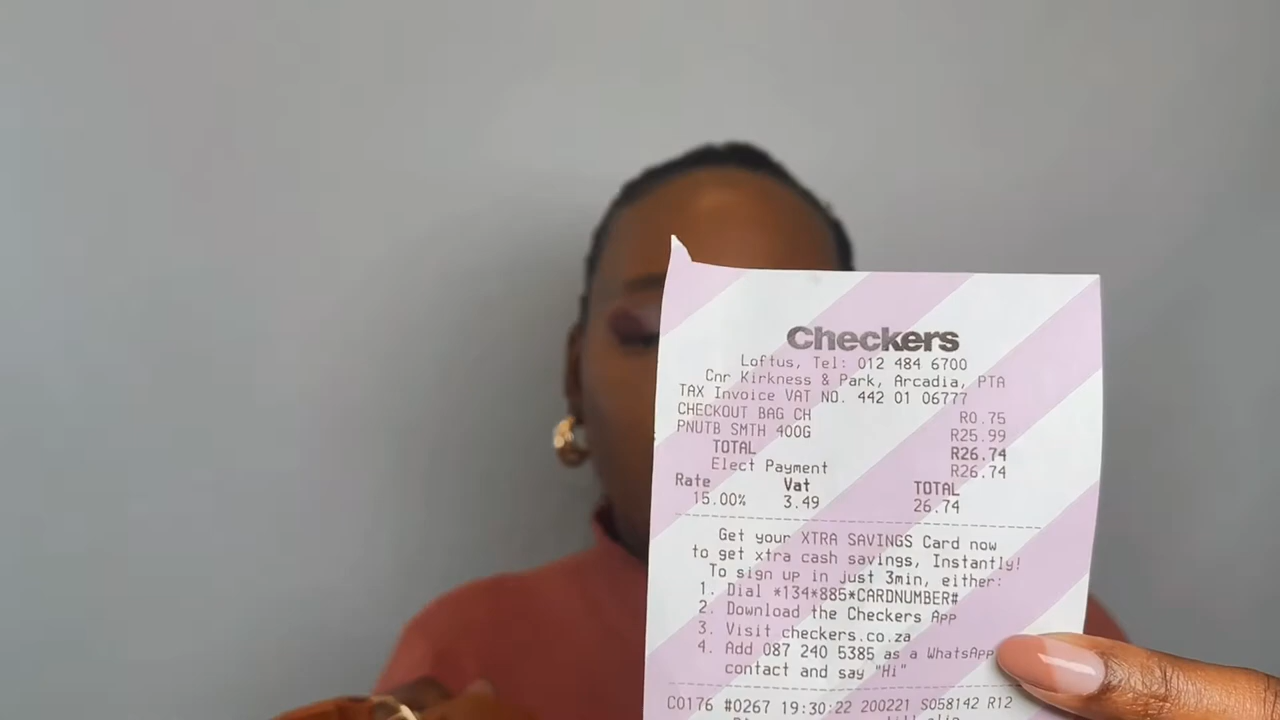 Checkers
Loftus, Tel: 012 484 6700
Cnr Kirkness & Park, Arcadia, PTA
TAX Invoice VAT NO. 442 01 06777
CHECKOUT BAG CH R0.75
PNUTB SMTH 400G R25.99
TOTAL R26.74
Elect Payment R26.74
Rate Vat TOTAL
15.00% 3.49 26.74
Get your XTRA SAVINGS Card now
to get xtra cash savings, Instantly!
To sign up in just 3min, either:
1. Dial *134*885*CARDNUMBER#
2. Download the Checkers App
3. Visit checkers.co.za
4. Add 087 240 5385 as a WhatsApp
contact and say "Hi"
C0176 #0267 19:30:22 200221 S058142 R12